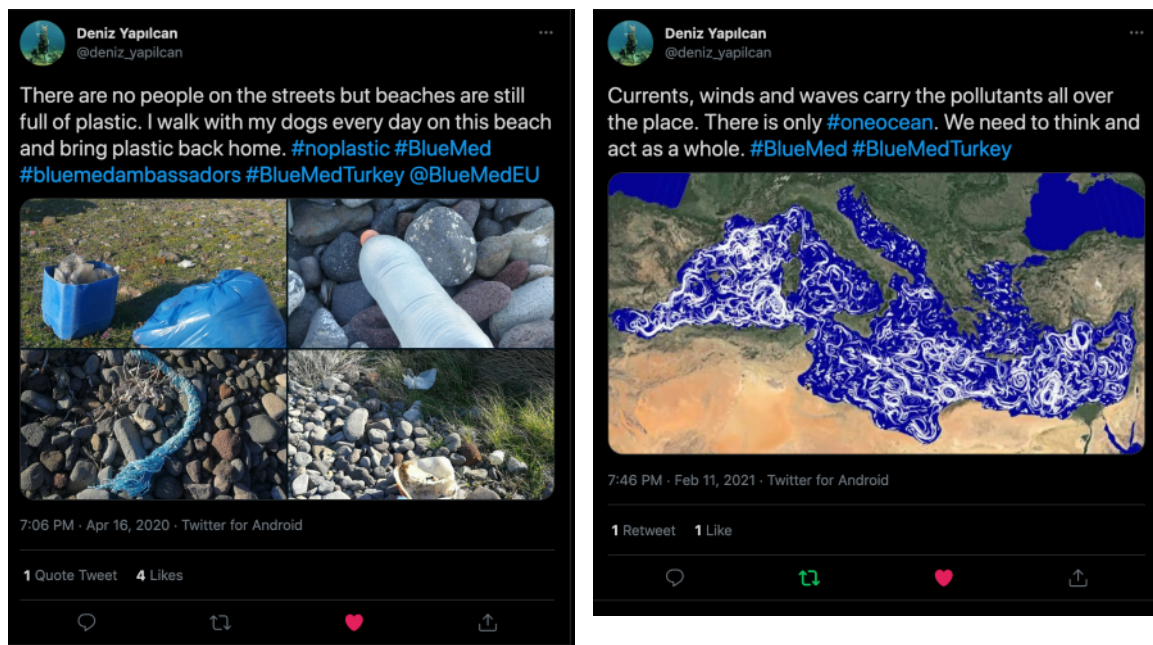 Deniz Yapılcan
@deniz_yapilcan
There are no people on the streets but beaches are still
full of plastic. I walk with my dogs every day on this beach
and bring plastic back home. #noplastic #BlueMed
#bluemedambassadors #BlueMedTurkey @BlueMedEU
7:06 PM · Apr 16, 2020 · Twitter for Android
1 Quote Tweet 4 Likes
Deniz Yapılcan
@deniz_yapilcan
Currents, winds and waves carry the pollutants all over
the place. There is only #oneocean. We need to think and
act as a whole. #BlueMed #BlueMedTurkey
7:46 PM · Feb 11, 2021 · Twitter for Android
1 Retweet 1 Like